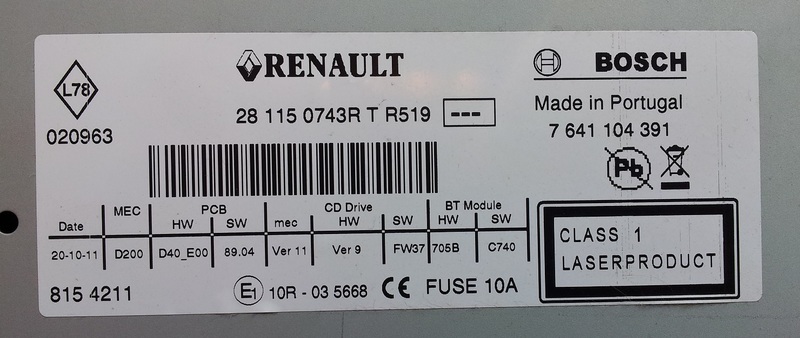 RENAULT
BOSCH
L78
28 115 0743R T R519 ---
Made in Portugal
020963
7 641 104 391
Pb
Date MEC PCB CD Drive BT Module
HW SW mec HW SW HW SW
20-10-11 D200 D40_E00 89.04 Ver 11 Ver 9 FW37 705B C740
CLASS 1
LASERPRODUCT
815 4211 E1 10R - 03 5668 CE FUSE 10A